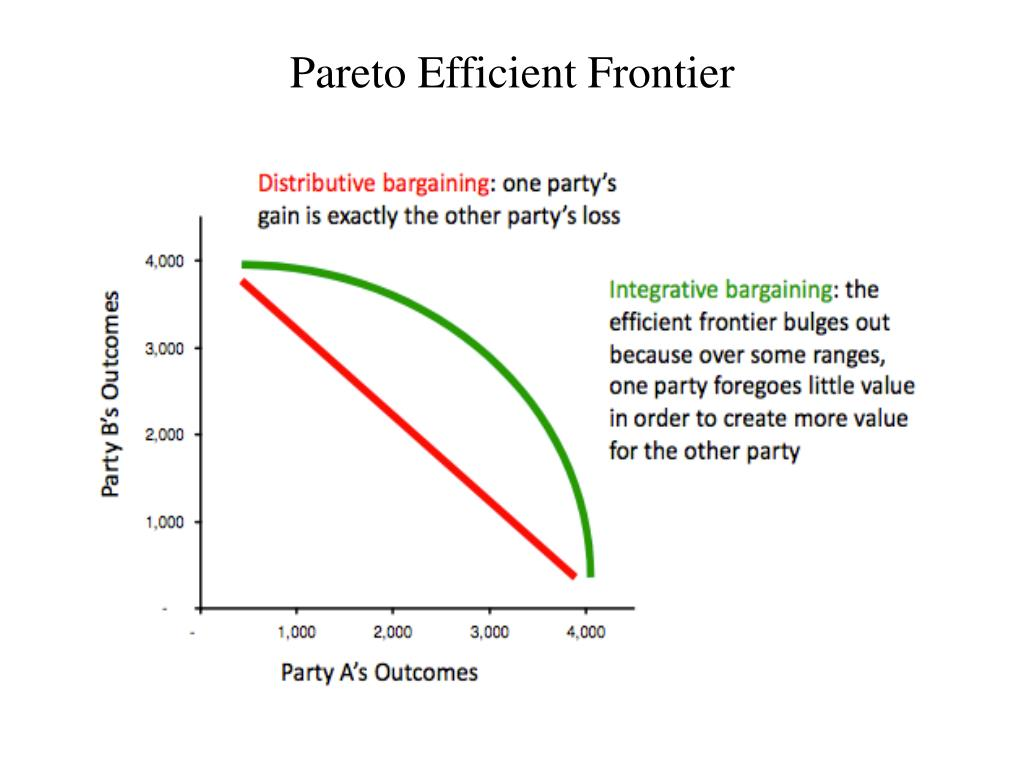 Pareto Efficient Frontier
Distributive bargaining: one party’s
gain is exactly the other party’s loss
Integrative bargaining: the
efficient frontier bulges out
because over some ranges,
one party foregoes little value
in order to create more value
for the other party
Party B’s Outcomes
4,000
3,000
2,000
1,000
-
-
1,000
2,000
3,000
4,000
Party A’s Outcomes